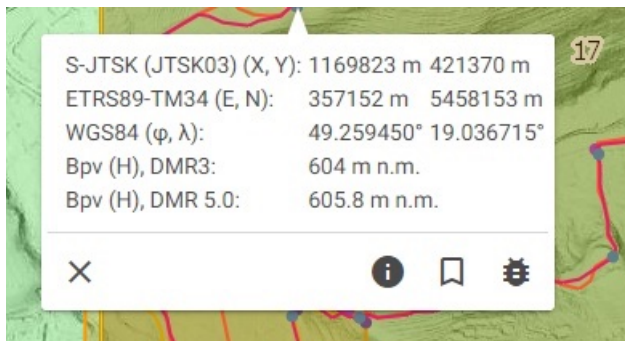 17
S-JTSK (JTSK03) (X, Y): 1169823 m 421370 m
ETRS89-TM34 (E, N): 357152 m 5458153 m
WGS84 (φ, λ): 49.259450° 19.036715°
Bpv (H), DMR3: 604 m n.m.
Bpv (H), DMR 5.0: 605.8 m n.m.